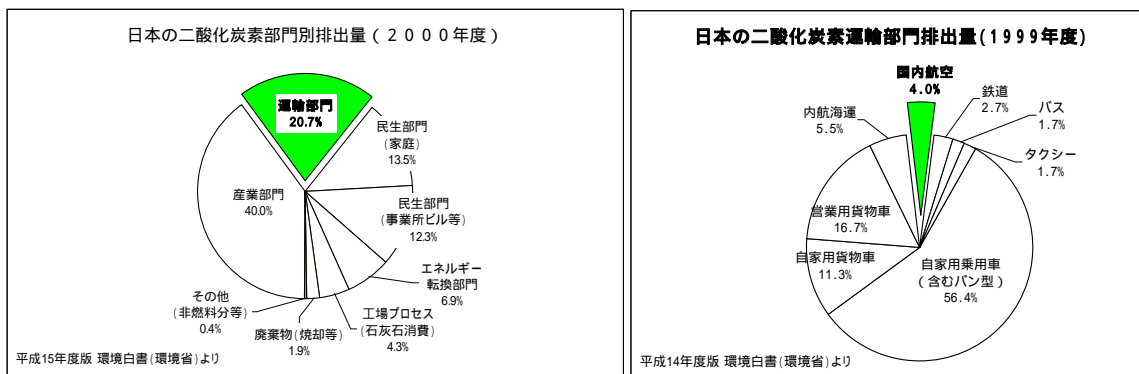 日本の二酸化炭素部門別排出量（２０００年度）
運輸部門
20.7%
民生部門
(家庭)
13.5%
民生部門
(事業所ビル等)
12.3%
エネルギー
転換部門
6.9%
工場プロセス
(石灰石消費)
4.3%
廃棄物(焼却等)
1.9%
その他
(非燃料分等)
0.4%
産業部門
40.0%
平成15年度版 環境白書(環境省)より
日本の二酸化炭素運輸部門排出量(1999年度)
国内航空
4.0%
鉄道
2.7%
バス
1.7%
タクシー
1.7%
自家用乗用車
（含むバン型）
56.4%
自家用貨物車
11.3%
営業用貨物車
16.7%
内航海運
5.5%
平成14年度版 環境白書(環境省)より